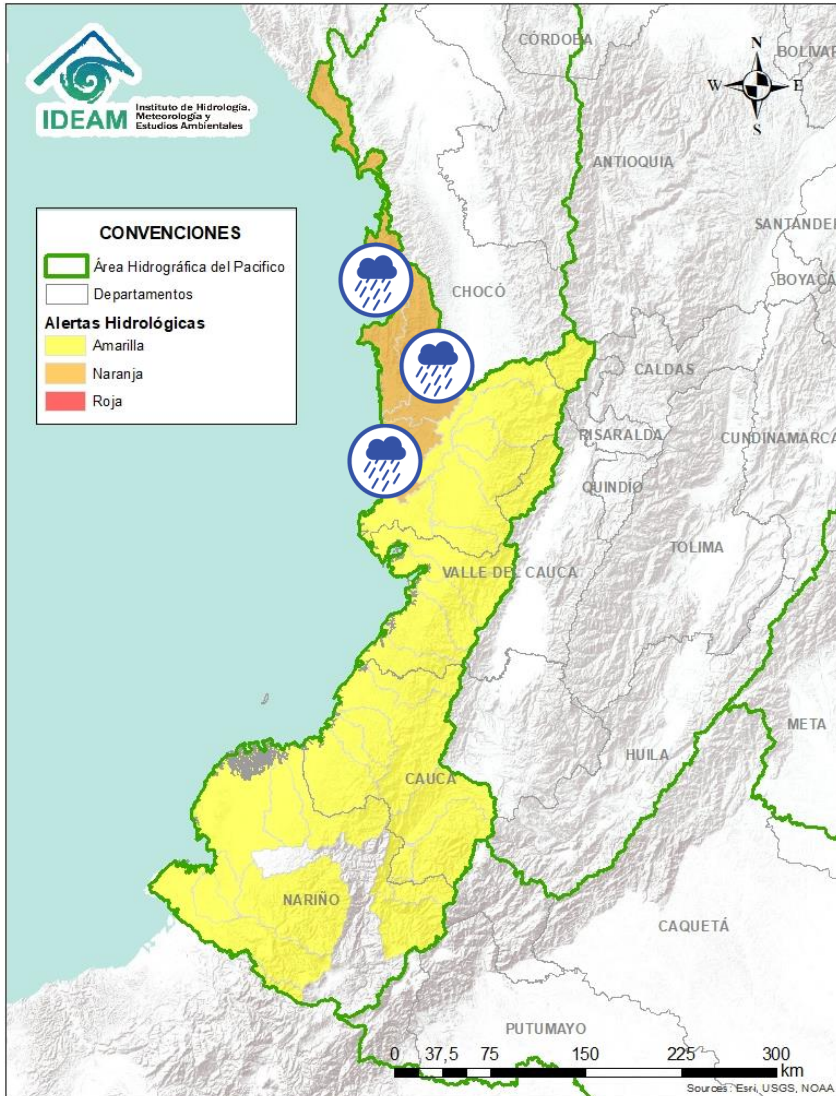 IDEAM
Instituto de Hidrología,
Meteorología y
Estudios Ambientales
CONVENCIONES
Área Hidrográfica del Pacifico
Departamentos
Alertas Hidrológicas
Amarilla
Naranja
Roja
N
W
E
S
CÓRDOBA
BOLIVAR
ANTIOQUIA
SANTANDER
BOYACÁ
CHOCÓ
CALDAS
RISARALDA
CUNDINAMARCA
QUINDÍO
TOLIMA
VALLE DEL CAUCA
META
HUILA
CAUCA
NARIÑO
CAQUETÁ
PUTUMAYO
0 37,5 75 150 225 300
km
Sources: Esri, USGS, NOAA